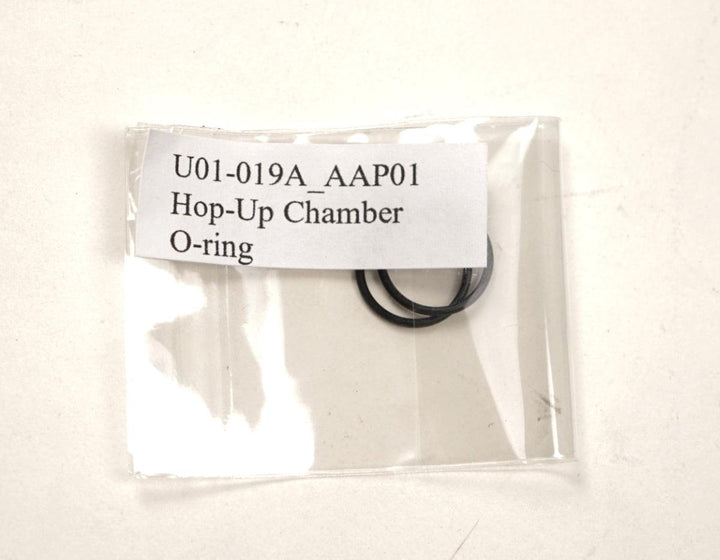 U01-019A_AAP01
Hop-Up Chamber
O-ring